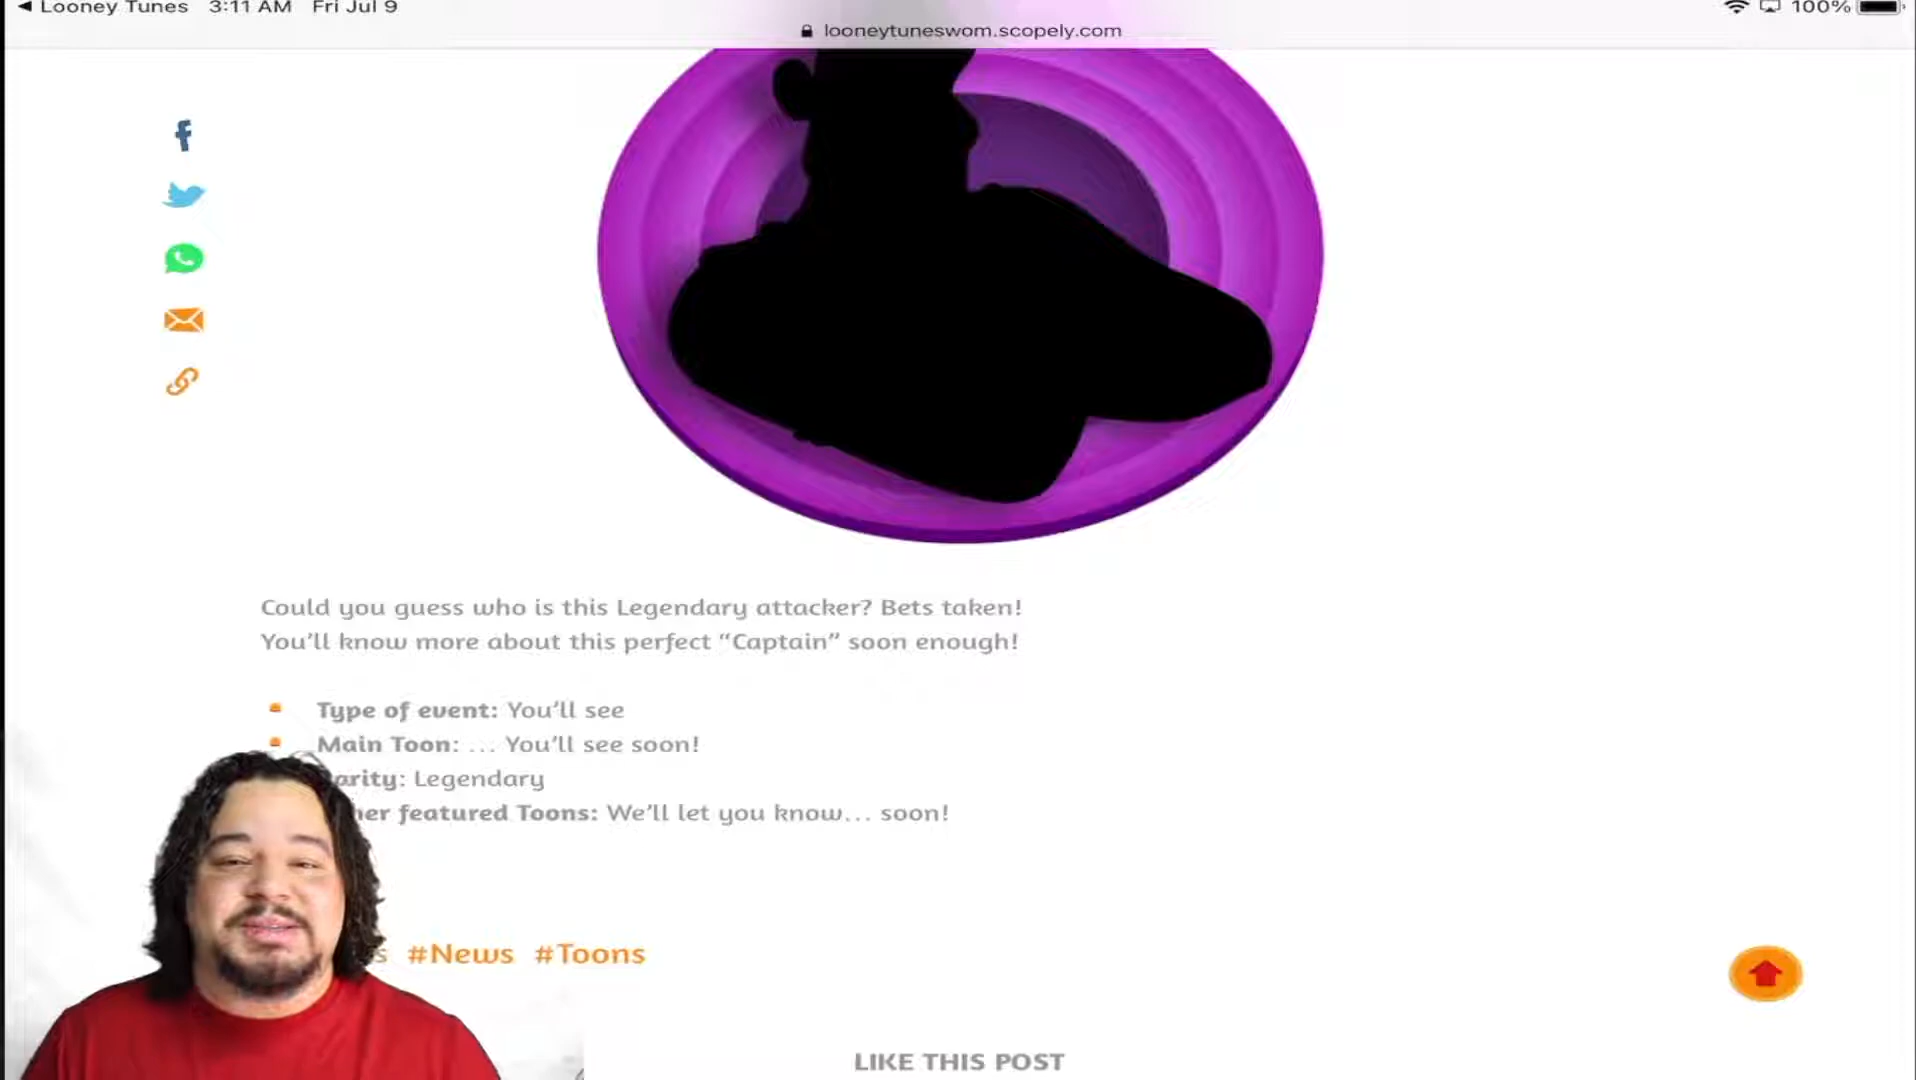 Looney Tunes 3:11 AM Fri Jul 9 100%
looneytuneswom.scopely.com
Could you guess who is this Legendary attacker? Bets taken!
You'll know more about this perfect “Captain” soon enough!
Type of event: You'll see
Main Toon: ... You'll see soon!
arity: Legendary
her featured Toons: We'll let you know... soon!
s #News #Toons
LIKE THIS POST